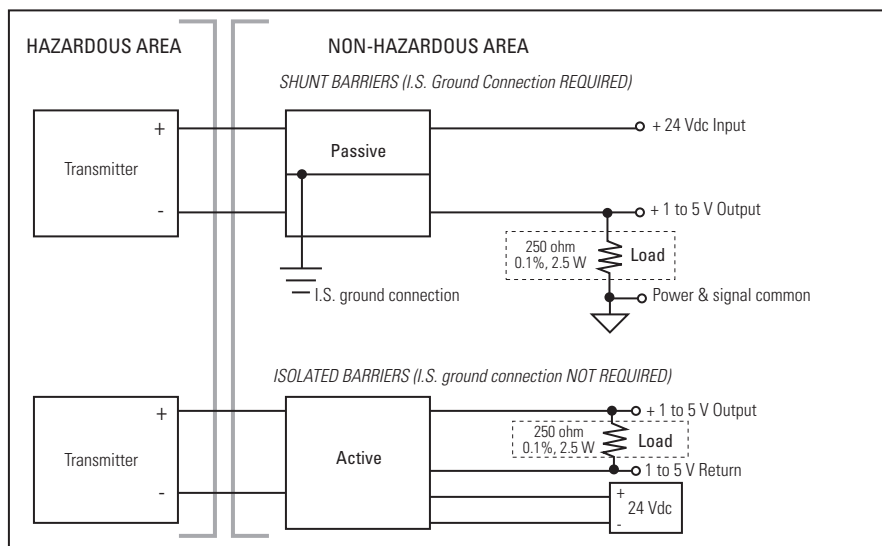 HAZARDOUS AREA
NON-HAZARDOUS AREA
SHUNT BARRIERS (I.S. Ground Connection REQUIRED)
Transmitter
+
-
Passive
+ 24 Vdc Input
+ 1 to 5 V Output
250 ohm
0.1%, 2.5 W
Load
I.S. ground connection
Power & signal common
ISOLATED BARRIERS (I.S. ground connection NOT REQUIRED)
Transmitter
+
-
Active
+ 1 to 5 V Output
250 ohm
0.1%, 2.5 W
Load
1 to 5 V Return
+
24 Vdc
-